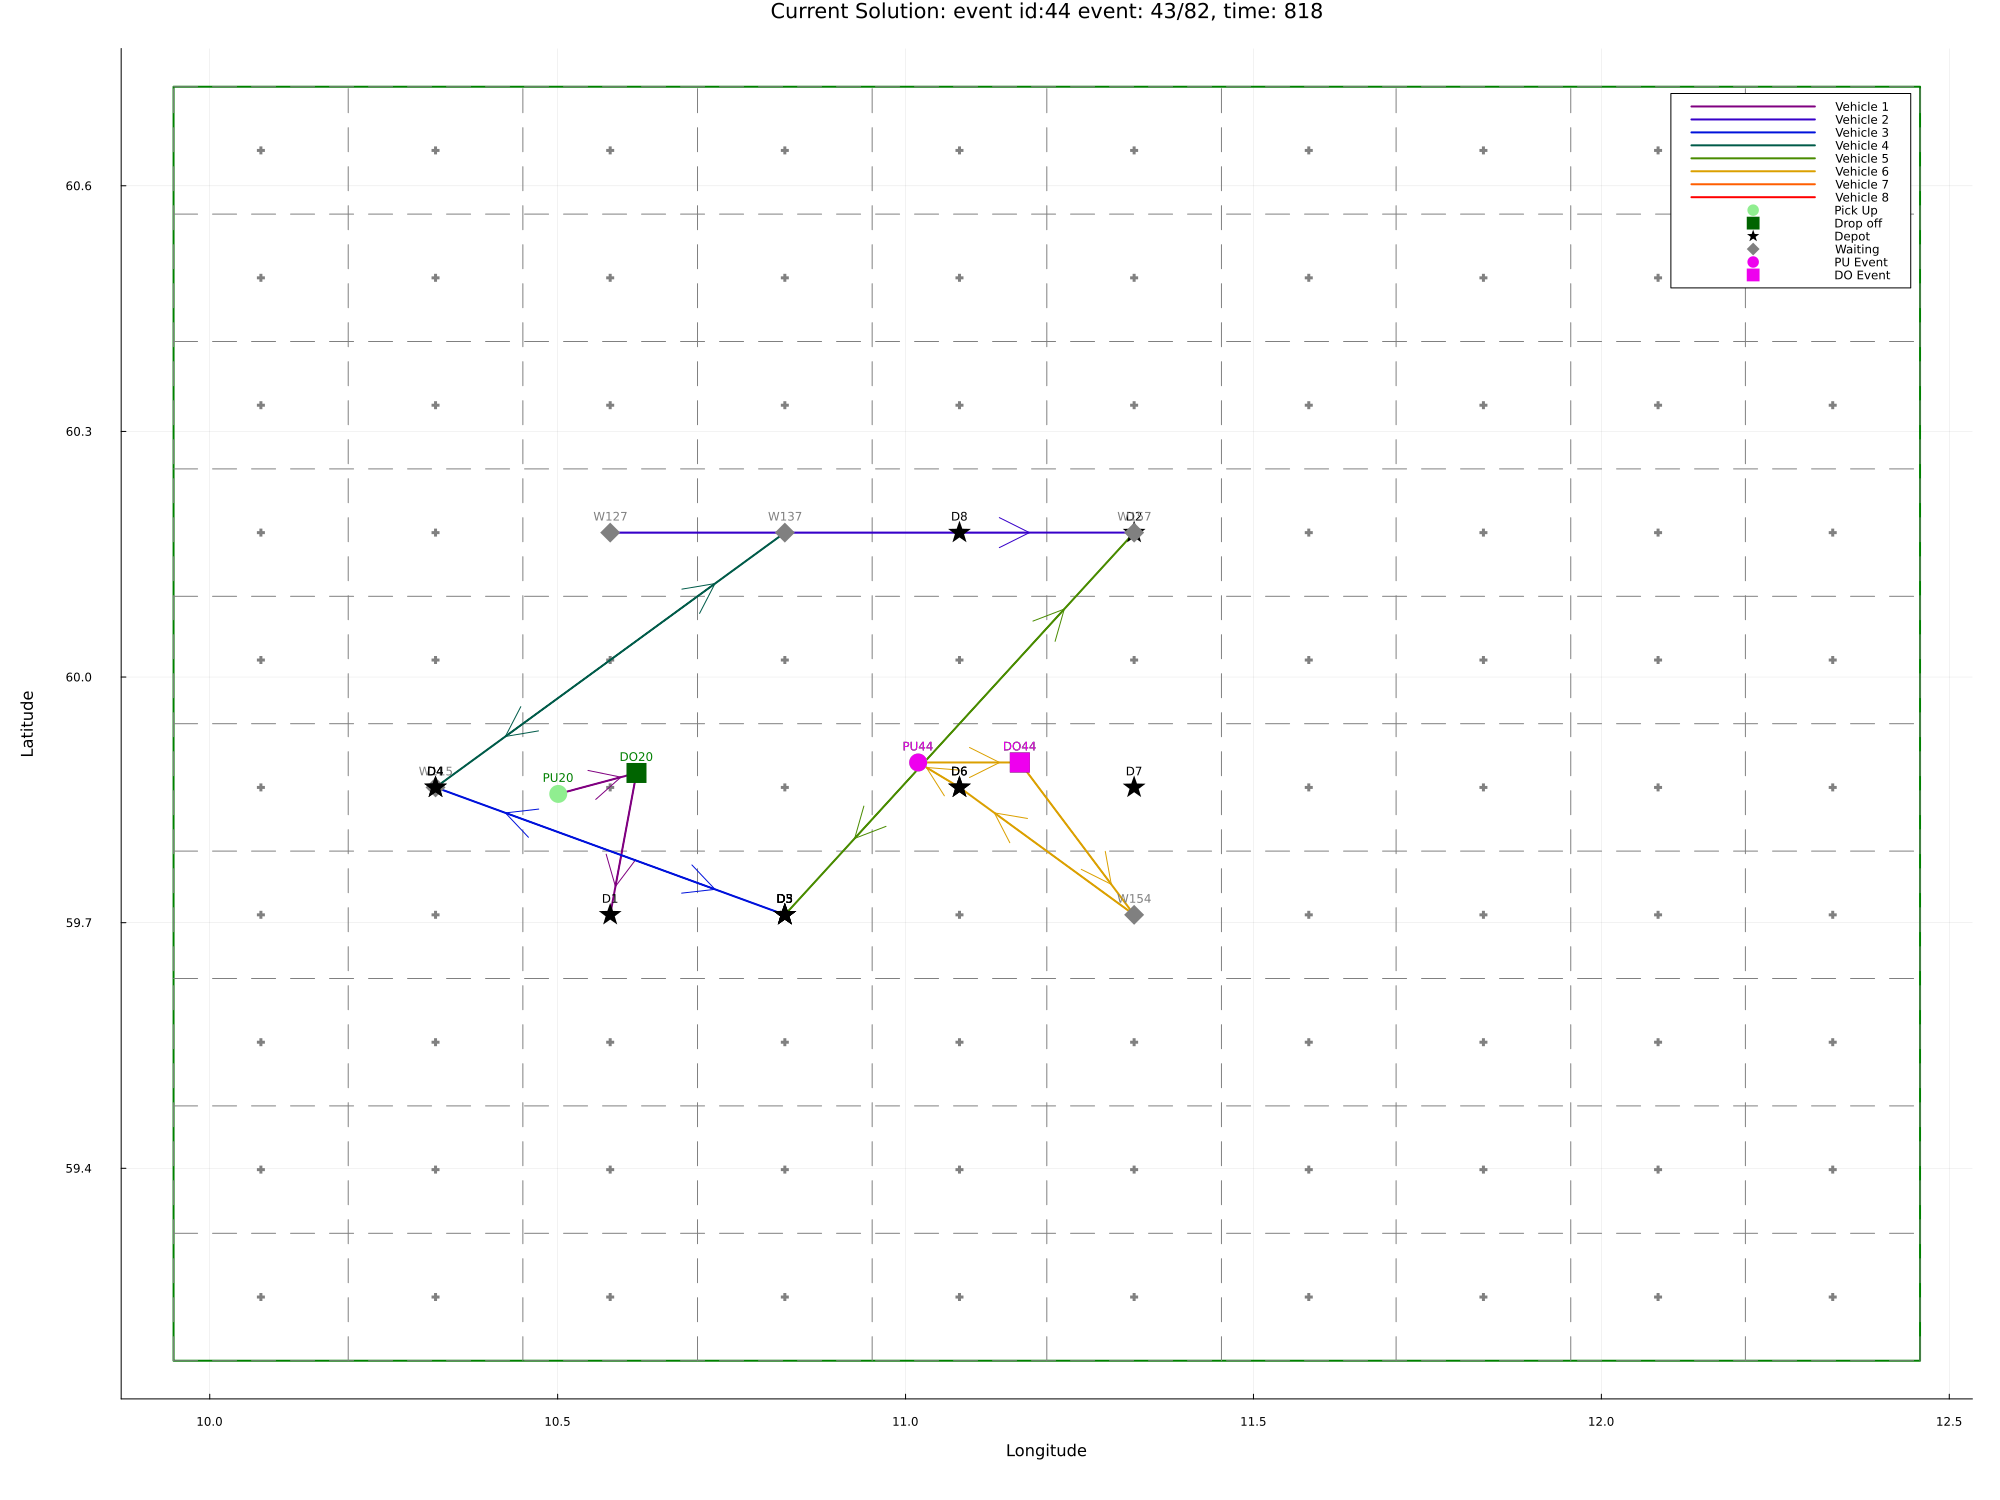 Current Solution: event id:44 event: 43/82, time: 818
Vehicle 1
Vehicle 2
Vehicle 3
Vehicle 4
Vehicle 5
Vehicle 6
Vehicle 7
Vehicle 8
Pick Up
Drop off
Depot
Waiting
PU Event
DO Event
60.6
60.3
60.0
59.7
59.4
Latitude
W127
W137
D8
D2
PU44
DO44
DO20
D4
PU20
D6
D7
D1
W154
10.0
10.5
11.0
11.5
12.0
12.5
Longitude